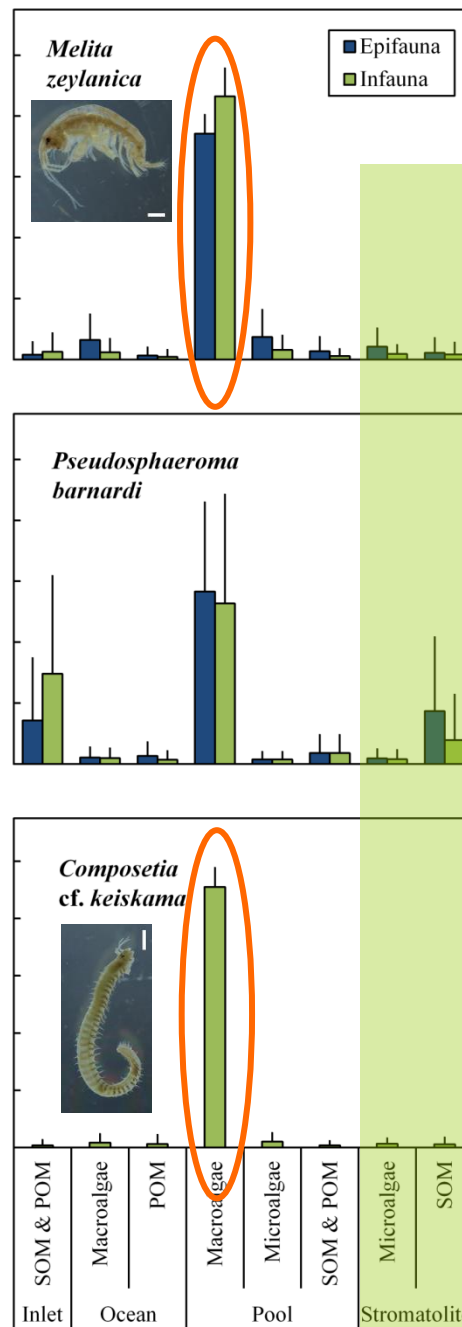 Melita
zeylanica
Epifauna
Infauna
Pseudosphaeroma
barnardi
Composetia
cf. keiskama
SOM & POM
Macroalgae
POM
Macroalgae
Microalgae
SOM & POM
Microalgae
SOM
Inlet
Ocean
Pool
Stromatolit